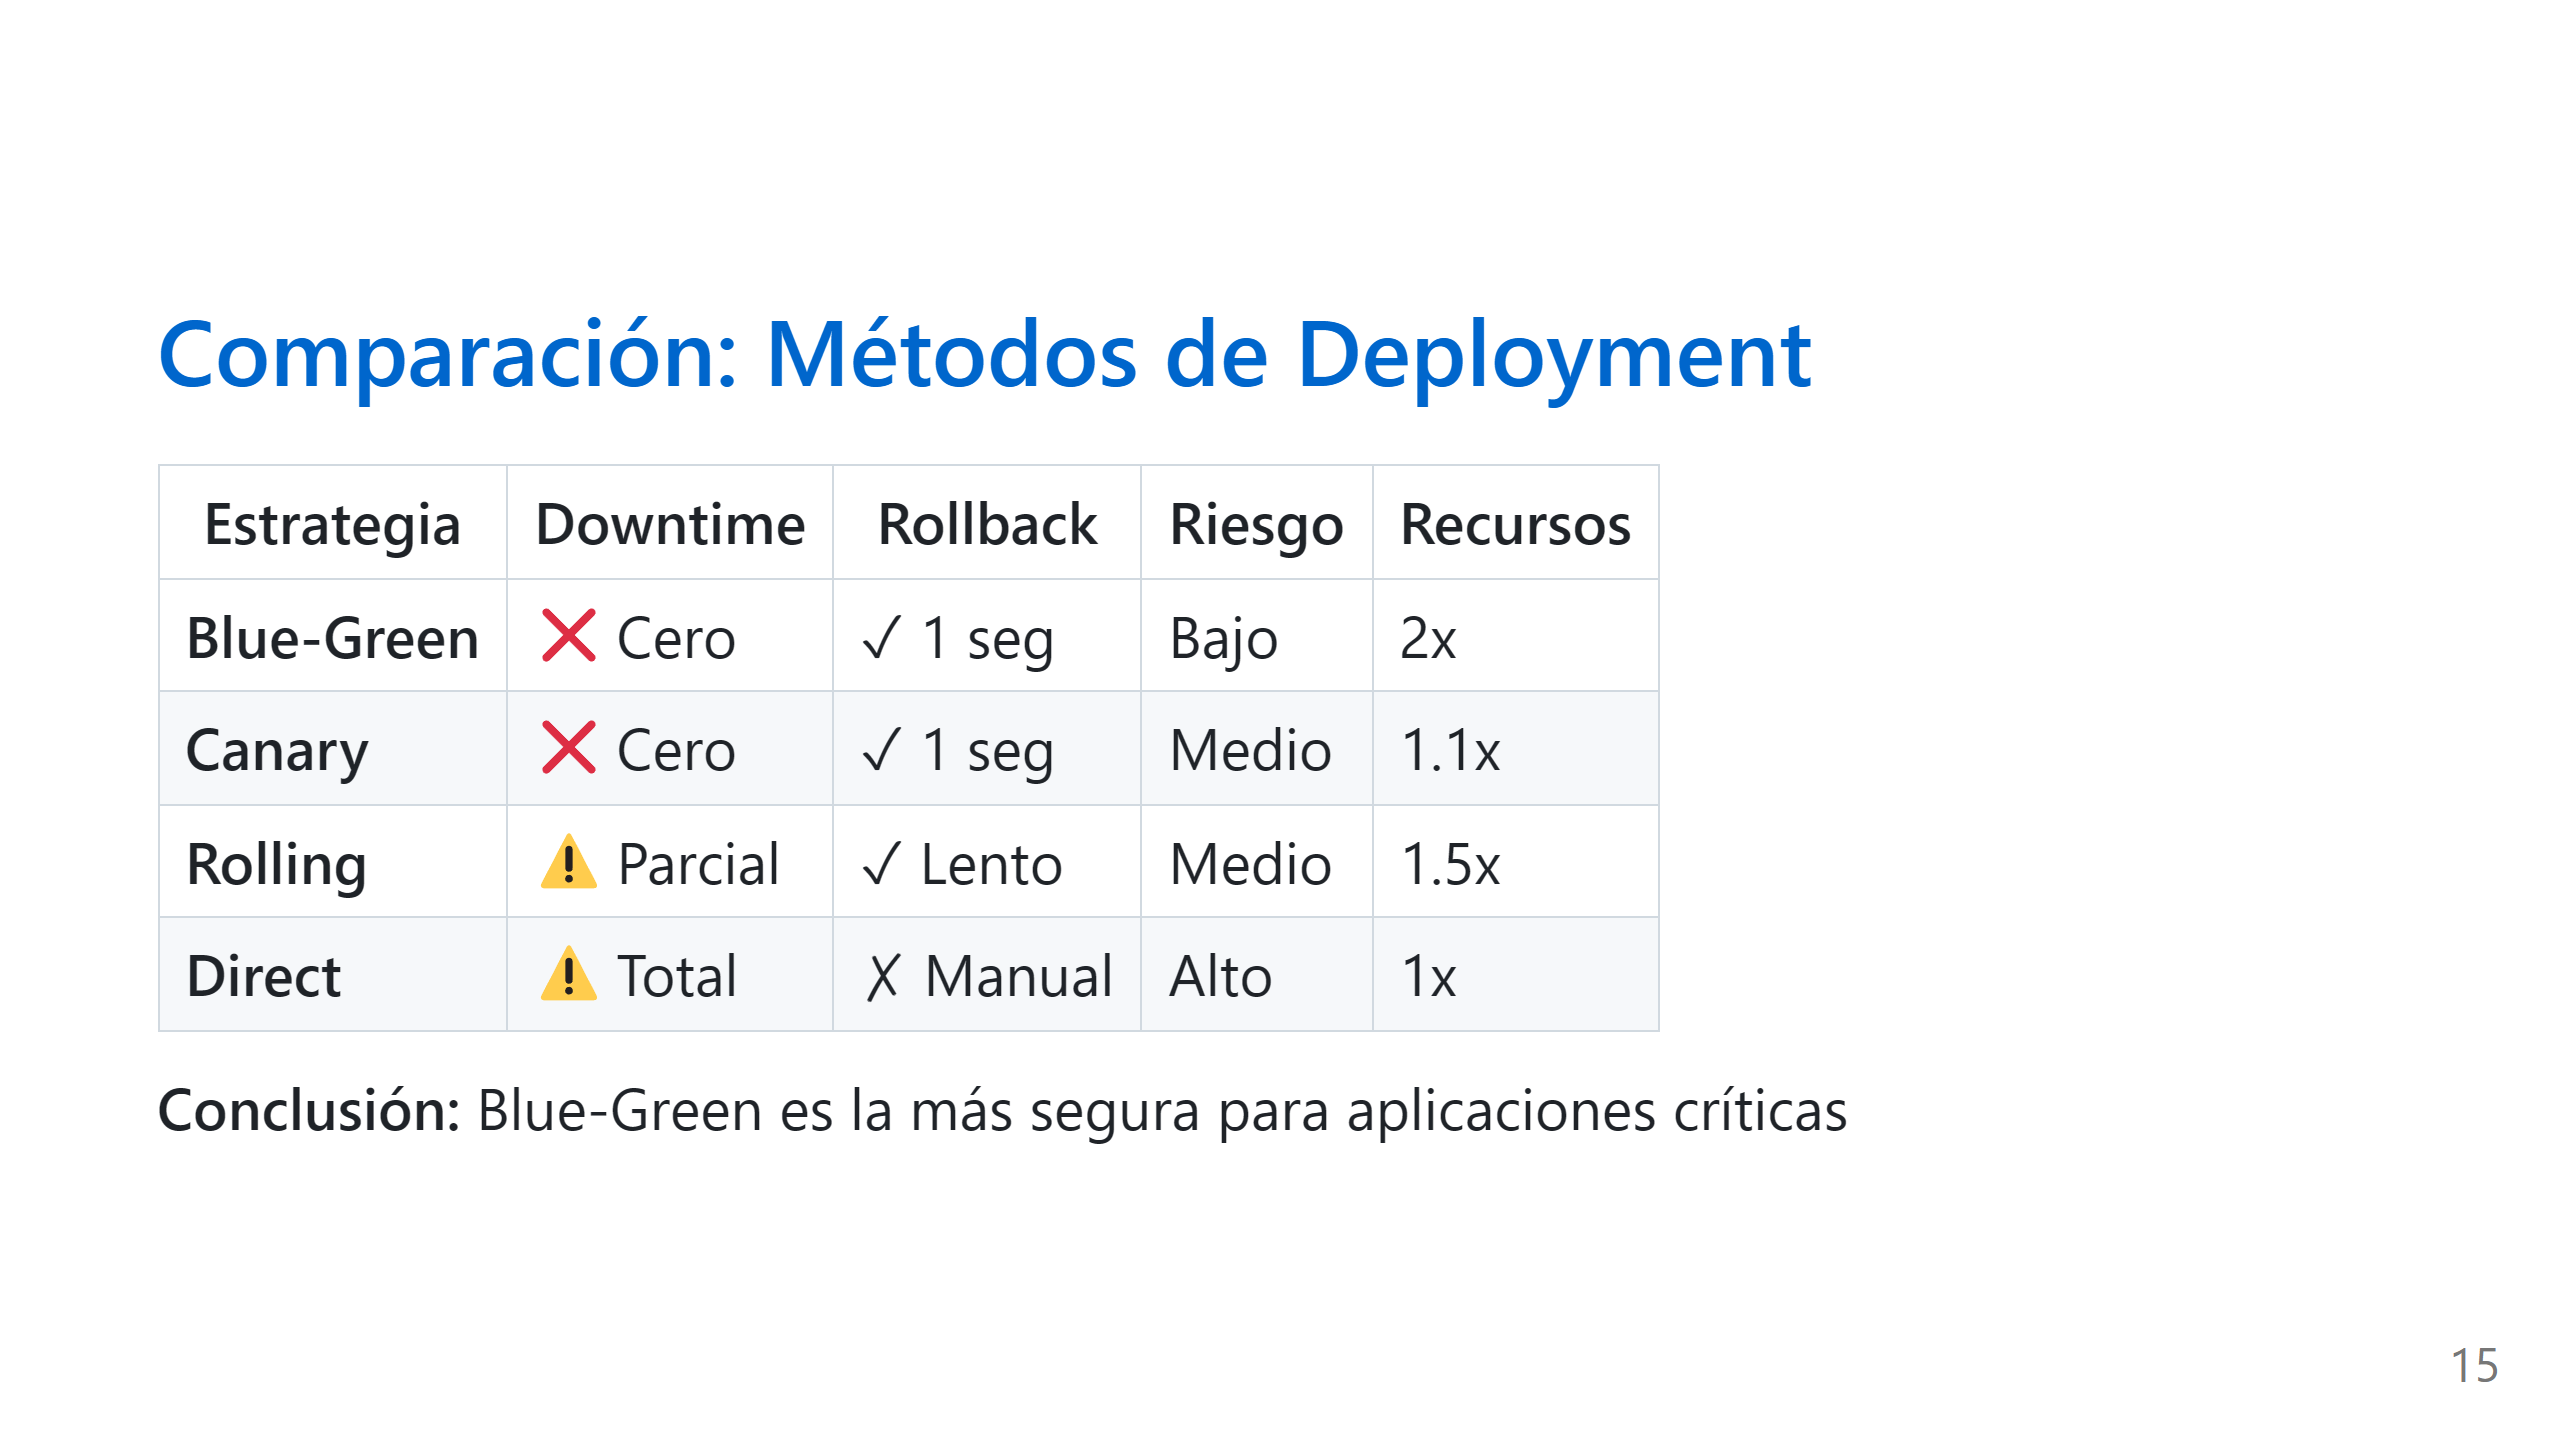 Comparación: Métodos de Deployment
Estrategia Downtime Rollback Riesgo Recursos
Blue-Green ❌ Cero ✓ 1 seg Bajo 2x
Canary ❌ Cero ✓ 1 seg Medio 1.1x
Rolling ⚠️ Parcial ✓ Lento Medio 1.5x
Direct ⚠️ Total ✗ Manual Alto 1x
Conclusión: Blue-Green es la más segura para aplicaciones críticas
15